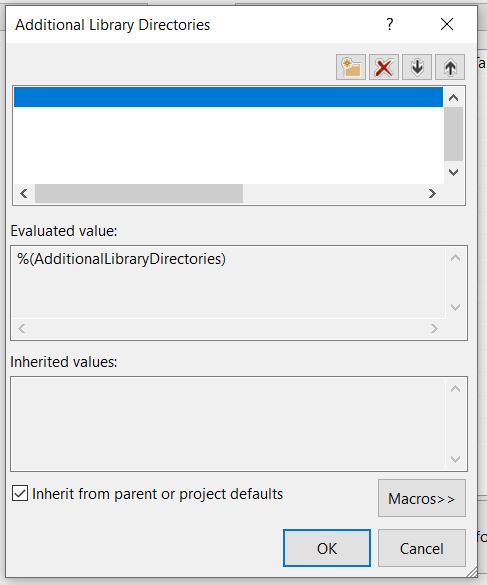 Additional Library Directories
Evaluated value:
%(AdditionalLibraryDirectories)
Inherited values:
Inherit from parent or project defaults
Macros>>
OK
Cancel